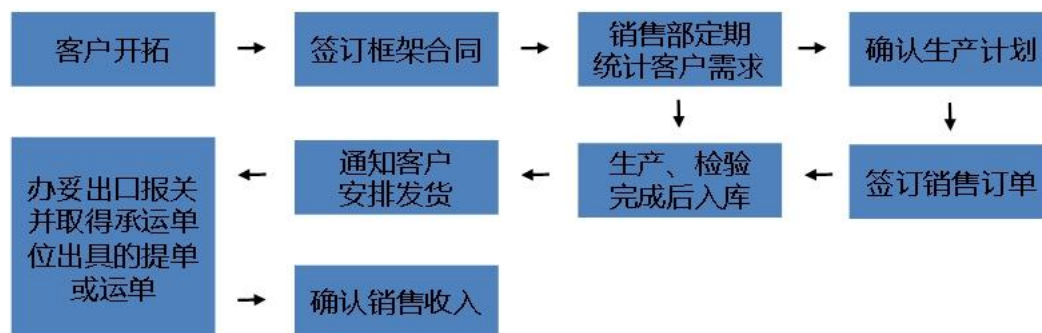 客户开拓
签订框架合同
销售部定期
统计客户需求
确认生产计划
办妥出口报关
并取得承运单
位出具的提单
或运单
通知客户
安排发货
生产、检验
完成后入库
签订销售订单
确认销售收入